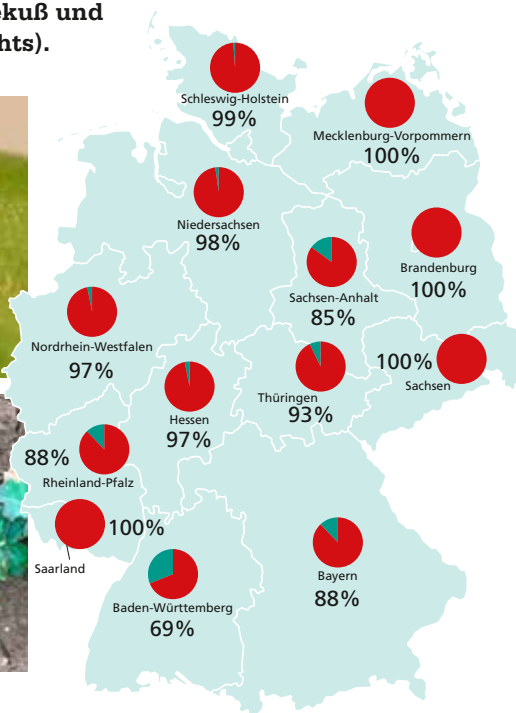 ekuß und
hts).
Schleswig-Holstein
99%
Mecklenburg-Vorpommern
100%
Niedersachsen
98%
Brandenburg
100%
Sachsen-Anhalt
85%
Nordrhein-Westfalen
97%
100%
Sachsen
Thüringen
93%
Hessen
97%
88%
Rheinland-Pfalz
100%
Saarland
Bayern
88%
Baden-Württemberg
69%